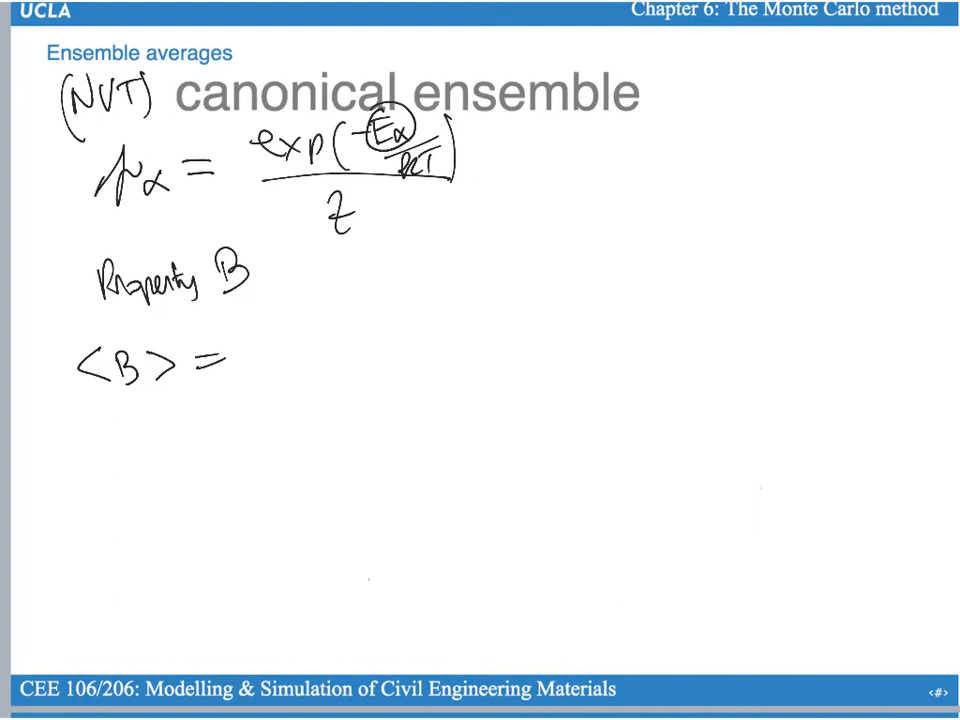 UCLA
Chapter 6: The Monte Carlo method
Ensemble averages
(NVT) canonical ensemble
pα = exp(-Eα/RT) / Z
Property B
<B> =
CEE 106/206: Modelling & Simulation of Civil Engineering Materials
‹#›